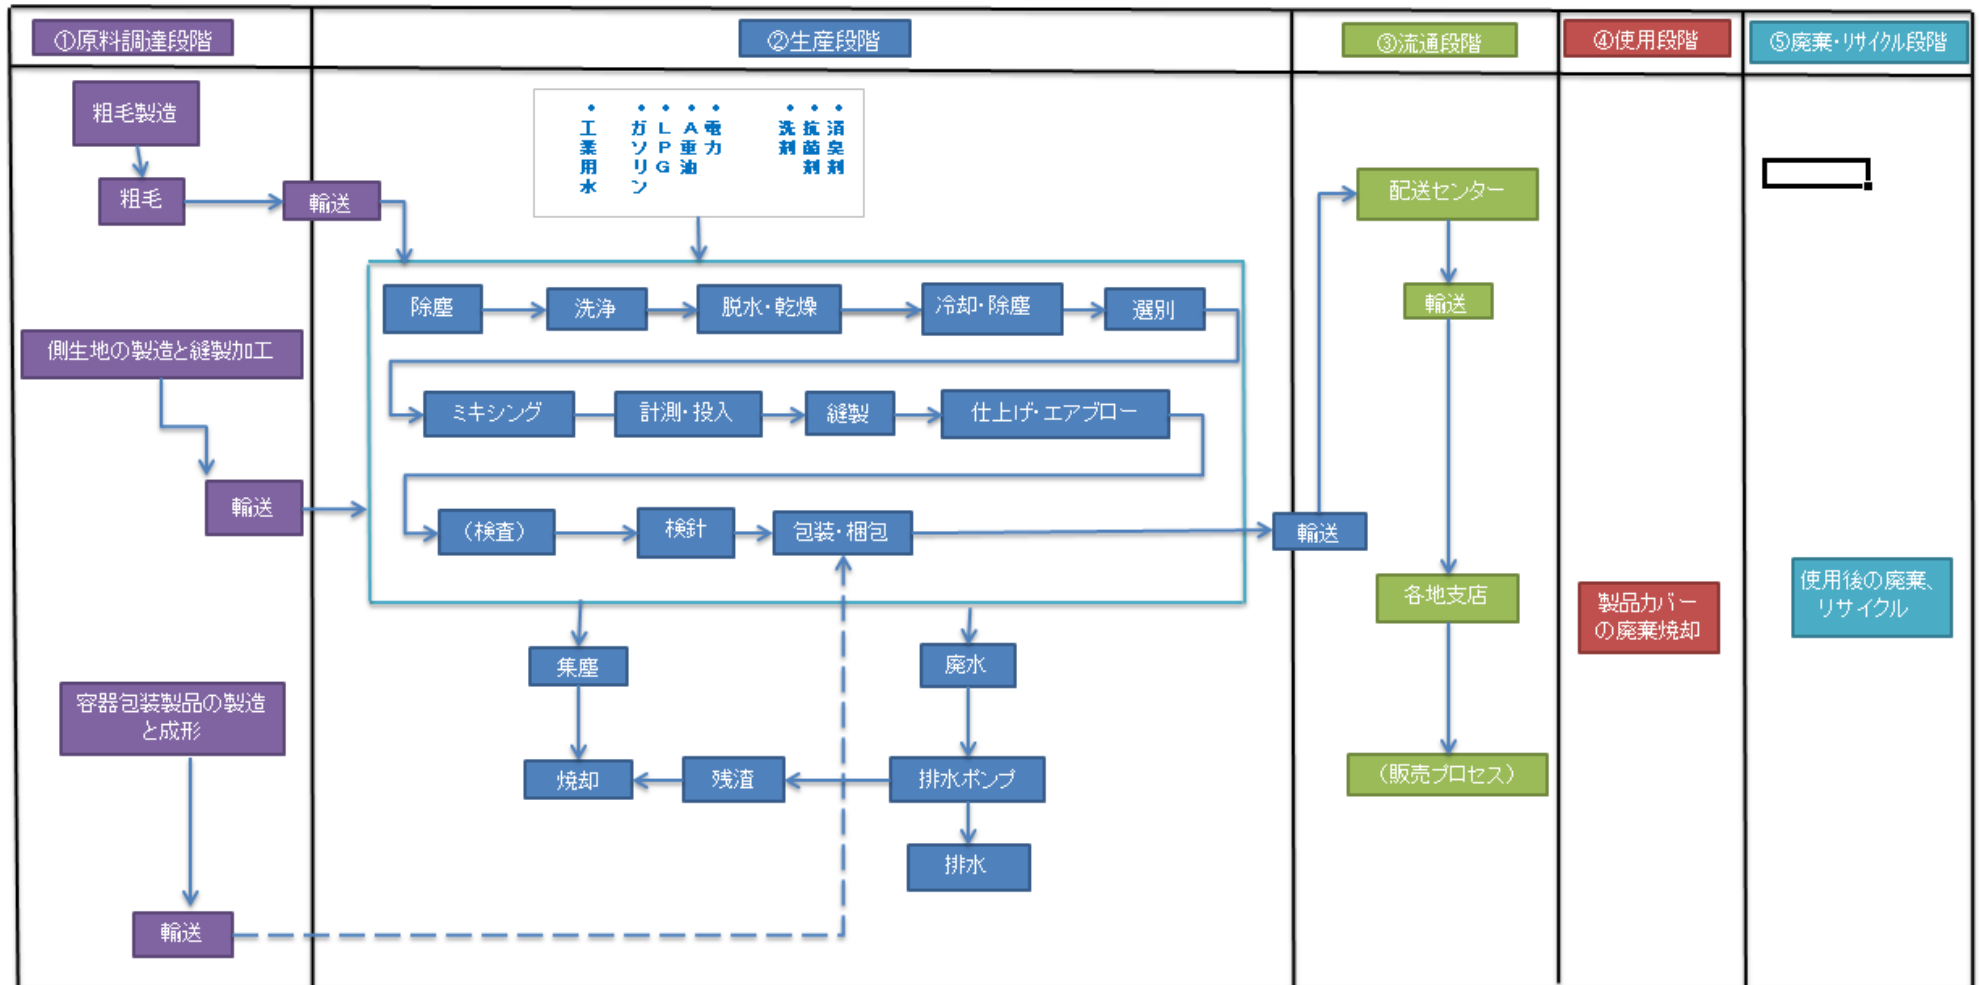 ①原料調達段階
②生産段階
③流通段階
④使用段階
⑤廃棄・リサイクル段階
粗毛製造
粗毛
輸送
・消臭剤
・抗菌剤
・洗剤
・電力
・A重油
・LPG
・ガソリン
・工業用水
配送センター
輸送
除塵
洗浄
脱水・乾燥
冷却・除塵
選別
側生地の製造と縫製加工
輸送
ミキシング
計測・投入
縫製
仕上げ・エアブロー
(検査)
検針
包装・梱包
輸送
各地支店
製品カバー
の廃棄焼却
使用後の廃棄、
リサイクル
集塵
廃水
容器包装製品の製造
と成形
焼却
残渣
排水ポンプ
(販売プロセス)
排水
輸送